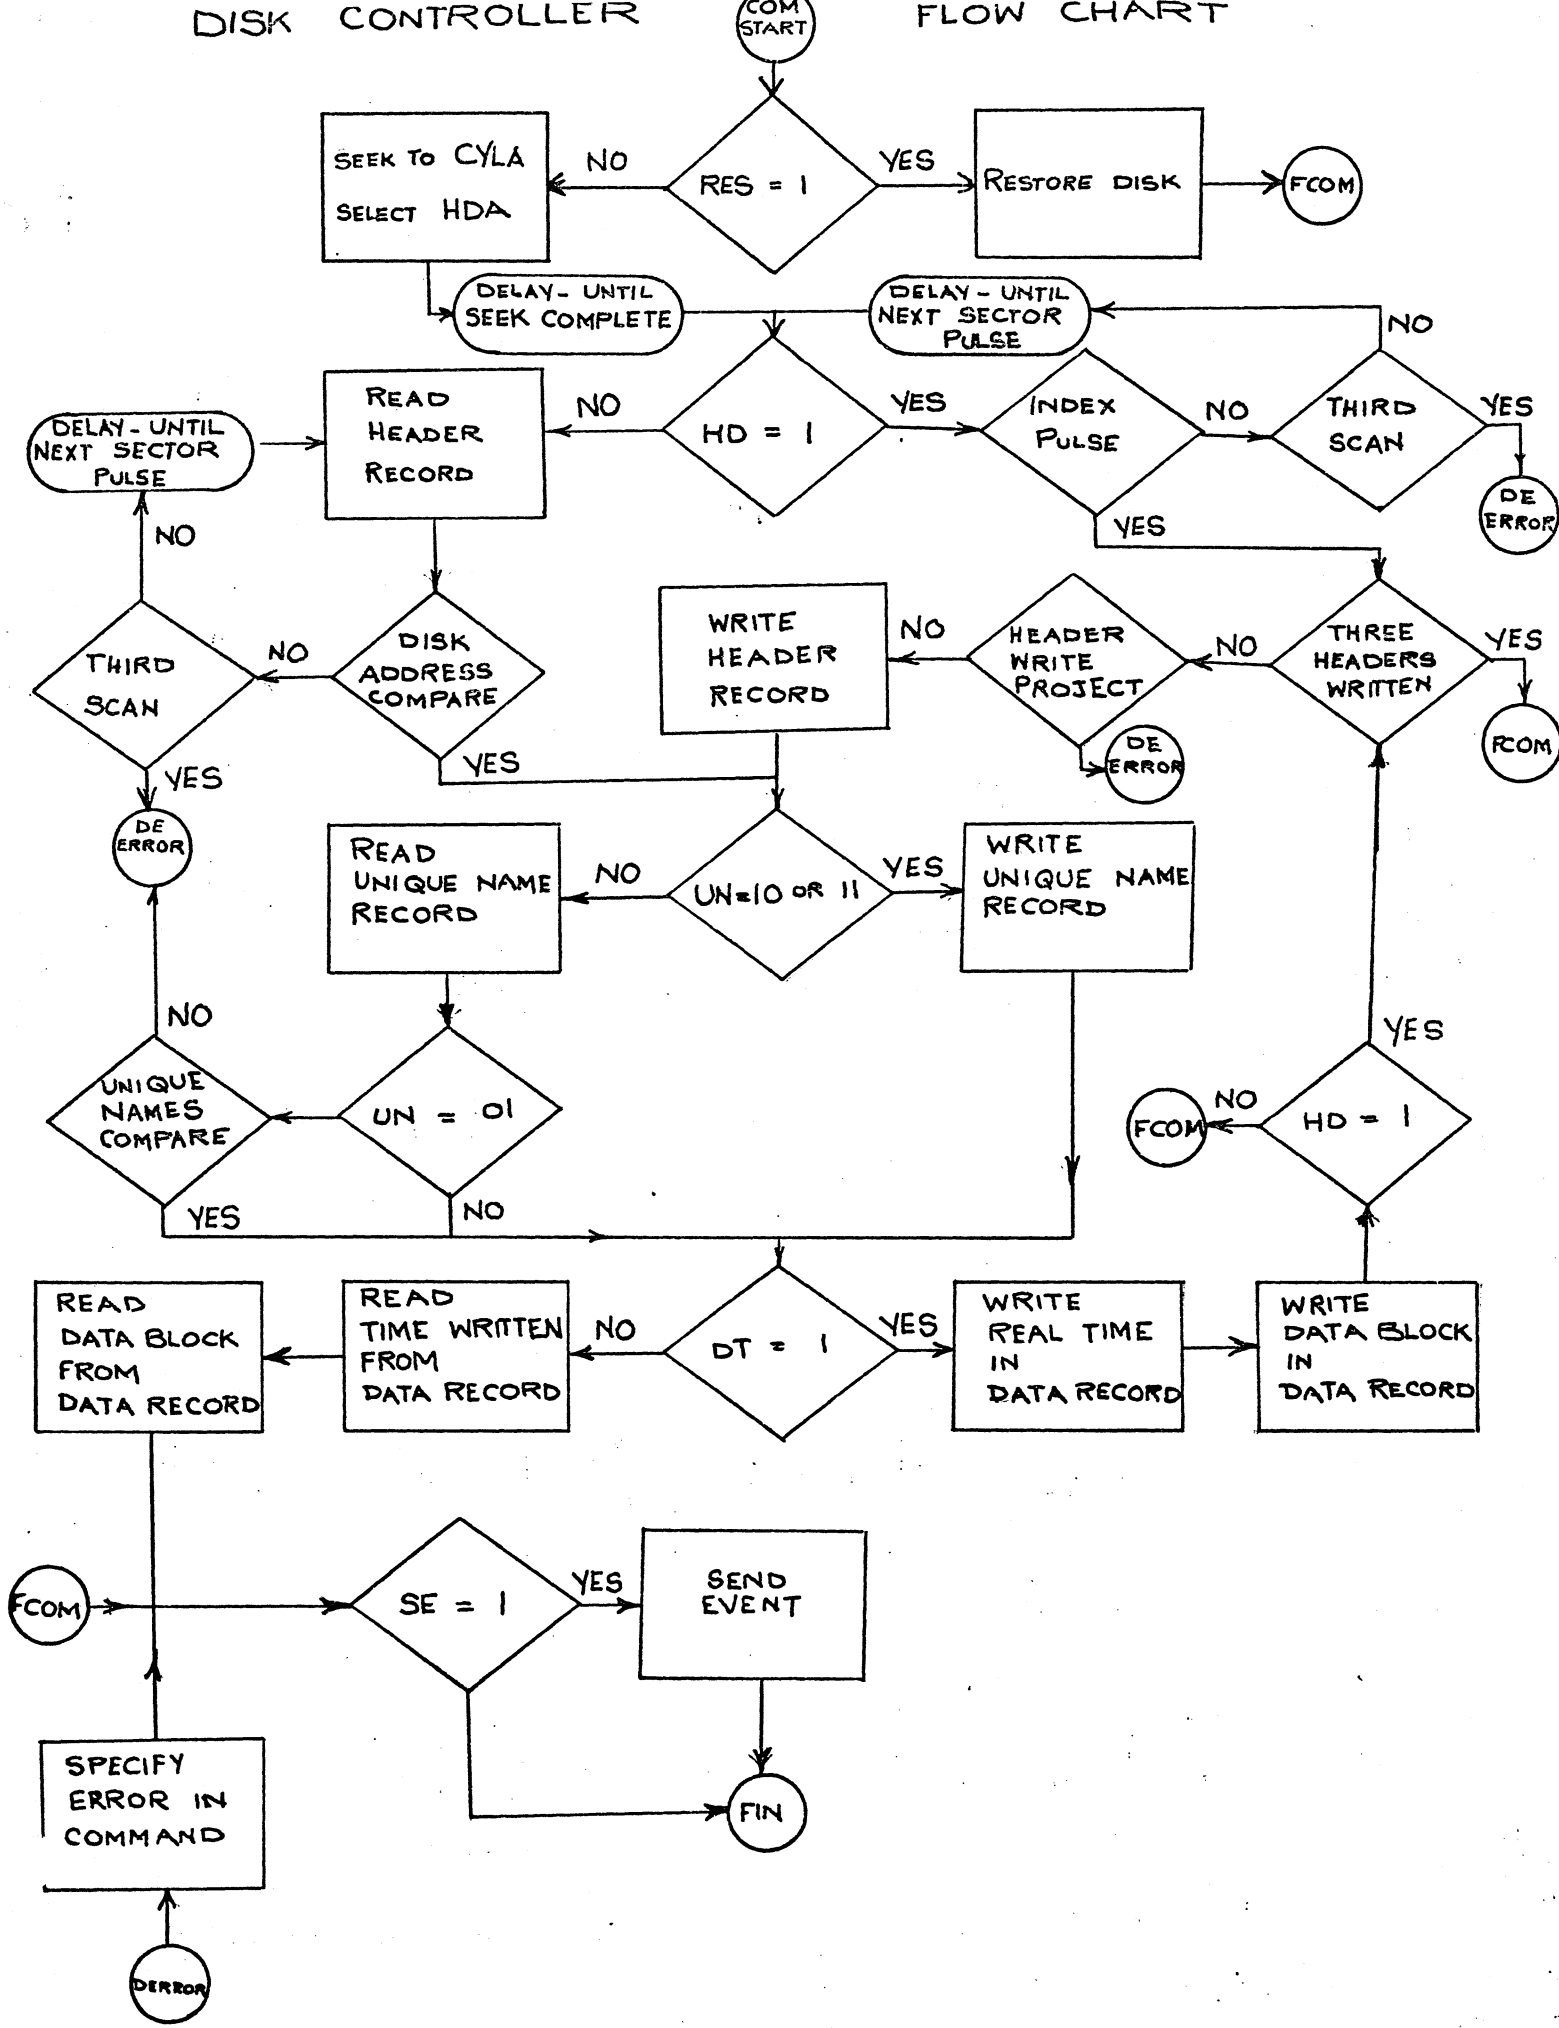 DISK CONTROLLER FLOW CHART
COM
START
SEEK TO CYLA
SELECT HDA
NO
RES = 1
YES
RESTORE DISK
FCOM
DELAY - UNTIL
SEEK COMPLETE
DELAY - UNTIL
NEXT SECTOR
PULSE
NO
DELAY - UNTIL
NEXT SECTOR
PULSE
READ
HEADER
RECORD
NO
HD = 1
YES
INDEX
PULSE
NO
THIRD
SCAN
YES
DE
ERROR
NO
YES
THIRD
SCAN
NO
DISK
ADDRESS
COMPARE
WRITE
HEADER
RECORD
NO
HEADER
WRITE
PROJECT
NO
THREE
HEADERS
WRITTEN
YES
FCOM
YES
YES
DE
ERROR
DE
ERROR
READ
UNIQUE NAME
RECORD
NO
UN=10 OR 11
YES
WRITE
UNIQUE NAME
RECORD
NO
YES
UNIQUE
NAMES
COMPARE
UN = 01
FCOM
NO
HD = 1
YES
NO
READ
DATA BLOCK
FROM
DATA RECORD
READ
TIME WRITTEN
FROM
DATA RECORD
NO
DT = 1
YES
WRITE
REAL TIME
IN
DATA RECORD
WRITE
DATA BLOCK
IN
DATA RECORD
FCOM
SE = 1
YES
SEND
EVENT
SPECIFY
ERROR IN
COMMAND
FIN
DERROR